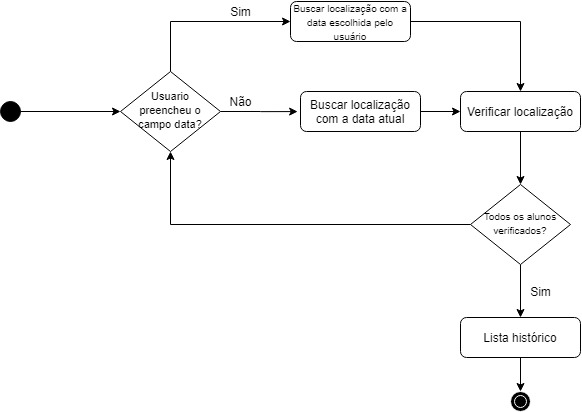 Sim
Buscar localização com a
data escolhida pelo
usuário
Usuario
preencheu o
campo data?
Não
Buscar localização
com a data atual
Verificar localização
Todos os alunos
verificados?
Sim
Lista histórico